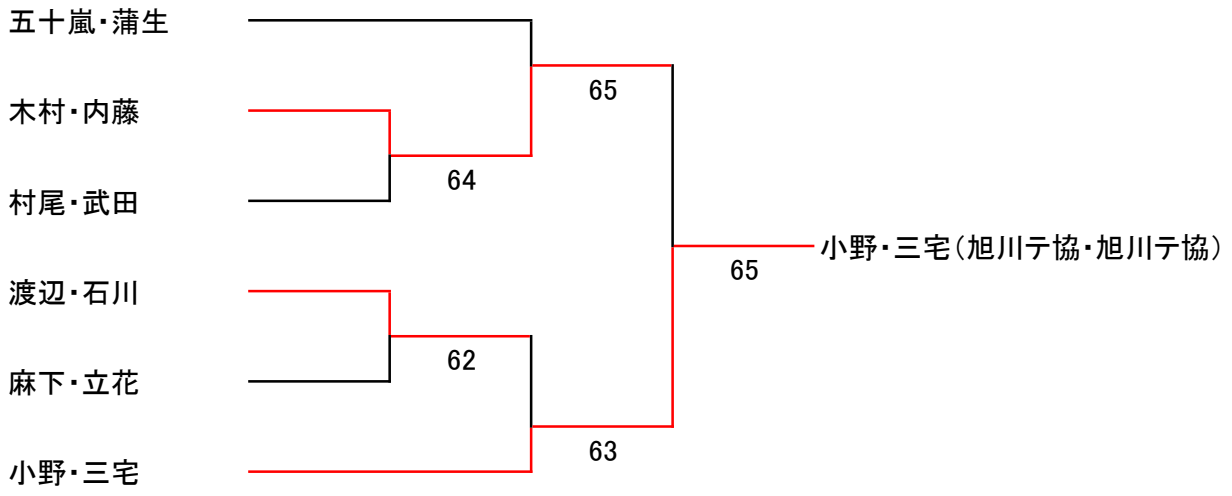 五十嵐・蒲生
65
木村・内藤
64
村尾・武田
小野・三宅(旭川テ協・旭川テ協)
65
渡辺・石川
62
麻下・立花
63
小野・三宅